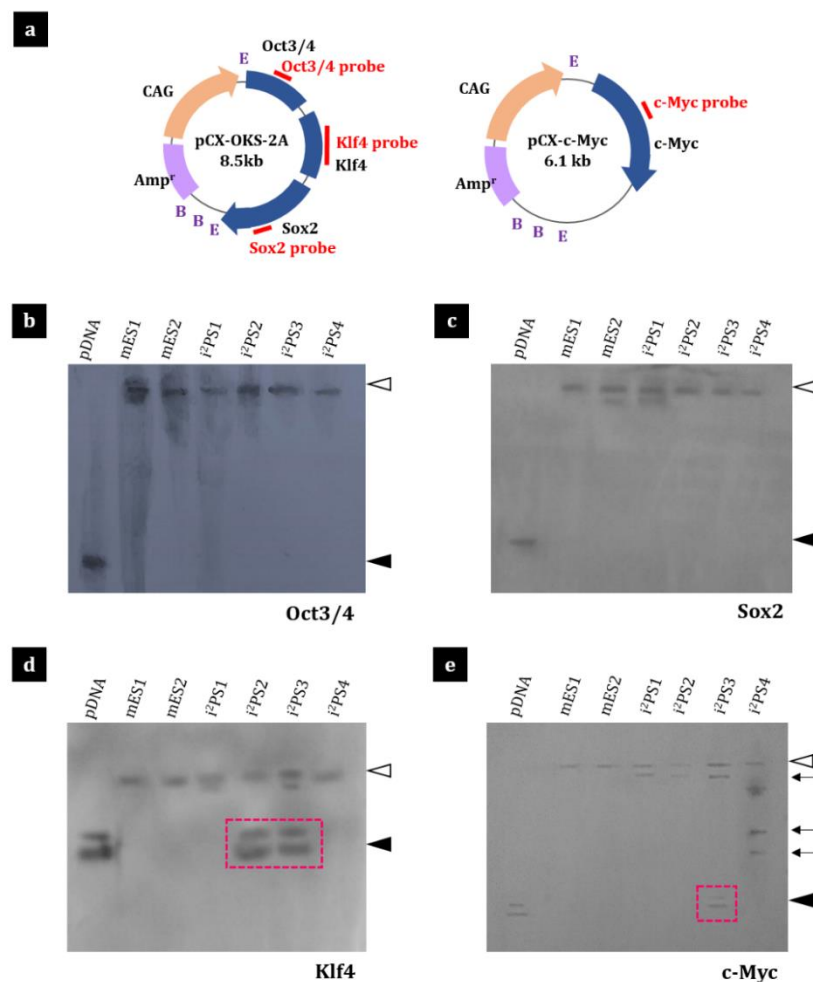 a
E
Oct3/4
Oct3/4 probe
CAG
pCX-OKS-2A
8.5kb
Klf4 probe
Klf4
Ampʳ
B
B
E
Sox2
Sox2 probe
E
CAG
c-Myc probe
pCX-c-Myc
6.1 kb
c-Myc
Ampʳ
B
B
E
b
pDNA
mES1
mES2
i²PS1
i²PS2
i²PS3
i²PS4
Oct3/4
c
pDNA
mES1
mES2
i²PS1
i²PS2
i²PS3
i²PS4
Sox2
d
pDNA
mES1
mES2
i²PS1
i²PS2
i²PS3
i²PS4
Klf4
e
pDNA
mES1
mES2
i²PS1
i²PS2
i²PS3
i²PS4
c-Myc